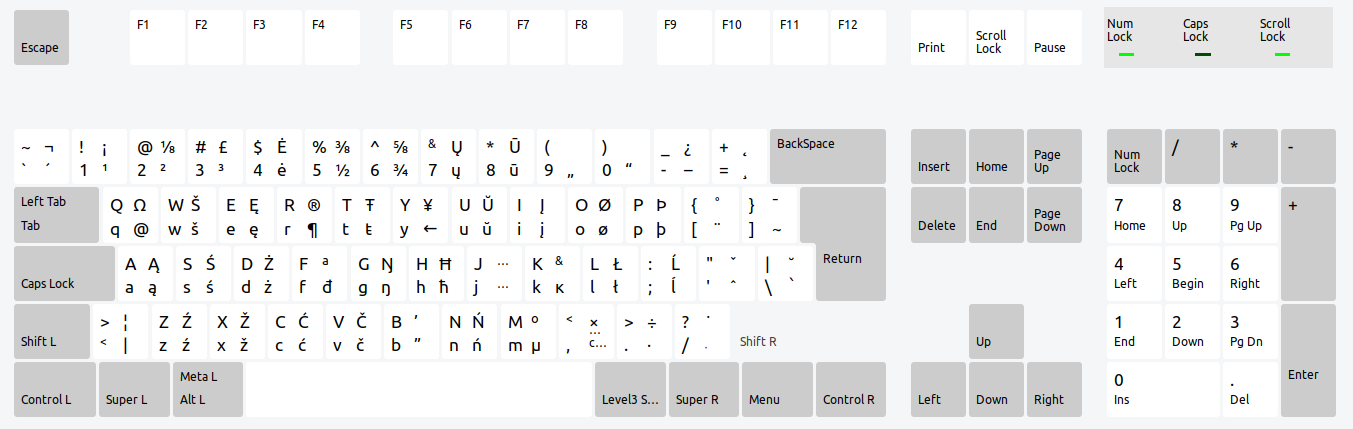 Escape F1 F2 F3 F4 F5 F6 F7 F8 F9 F10 F11 F12 Print Scroll Lock Pause Num Lock Caps Lock Scroll Lock
~ ¬ ! ¡ @ ⅛ # £ $ Ė % ⅜ ^ ⅝ & Ų * Ū ( ) _ ¿ + ˛ BackSpace
` ´ 1 ¹ 2 ² 3 ³ 4 ė 5 ½ 6 ¾ 7 ų 8 ū 9 „ 0 “ - – = ¸
Insert Home Page Up Num Lock / * -
Left Tab Q Ω W Š E Ę R ® T Ŧ Y ¥ U Ŭ I Į O Ø P Þ { ° } ¯
Tab q @ w š e ę r ¶ t ŧ y ← u ŭ i į o ø p þ [ ¨ ] ~ Return
Delete End Page Down 7 Home 8 Up 9 Pg Up +
Caps Lock A Ą S Ś D Ż F ª G Ŋ H Ħ J … K & L Ł : Ĺ " ˇ | ˘
a ą s ś d ż f đ g ŋ h ħ j … k ĸ l ł ; ĺ ' ˆ \ `
4 Left 5 Begin 6 Right
Shift L > ¦ Z Ź X Ž C Ć V Č B ’ N Ń M º < × > ÷ ? ˙ Shift R
< | z ź x ž c ć v č b ” n ń m µ , c… . · /
Up 1 End 2 Down 3 Pg Dn Enter
Control L Super L Meta L Alt L Level3 S… Super R Menu Control R
Left Down Right 0 Ins . Del